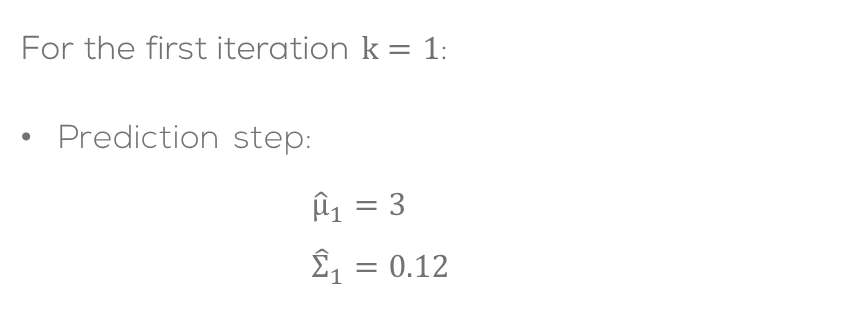 For the first iteration k = 1:
• Prediction step:
μ̂₁ = 3
Σ̂₁ = 0.12